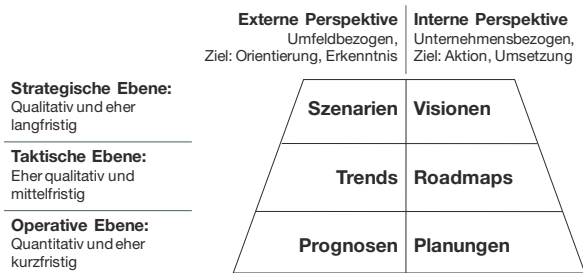 Externe Perspektive
Umfeldbezogen,
Ziel: Orientierung, Erkenntnis
Interne Perspektive
Unternehmensbezogen,
Ziel: Aktion, Umsetzung
Strategische Ebene:
Qualitativ und eher
langfristig
Szenarien
Visionen
Taktische Ebene:
Eher qualitativ und
mittelfristig
Trends
Roadmaps
Operative Ebene:
Quantitativ und eher
kurzfristig
Prognosen
Planungen